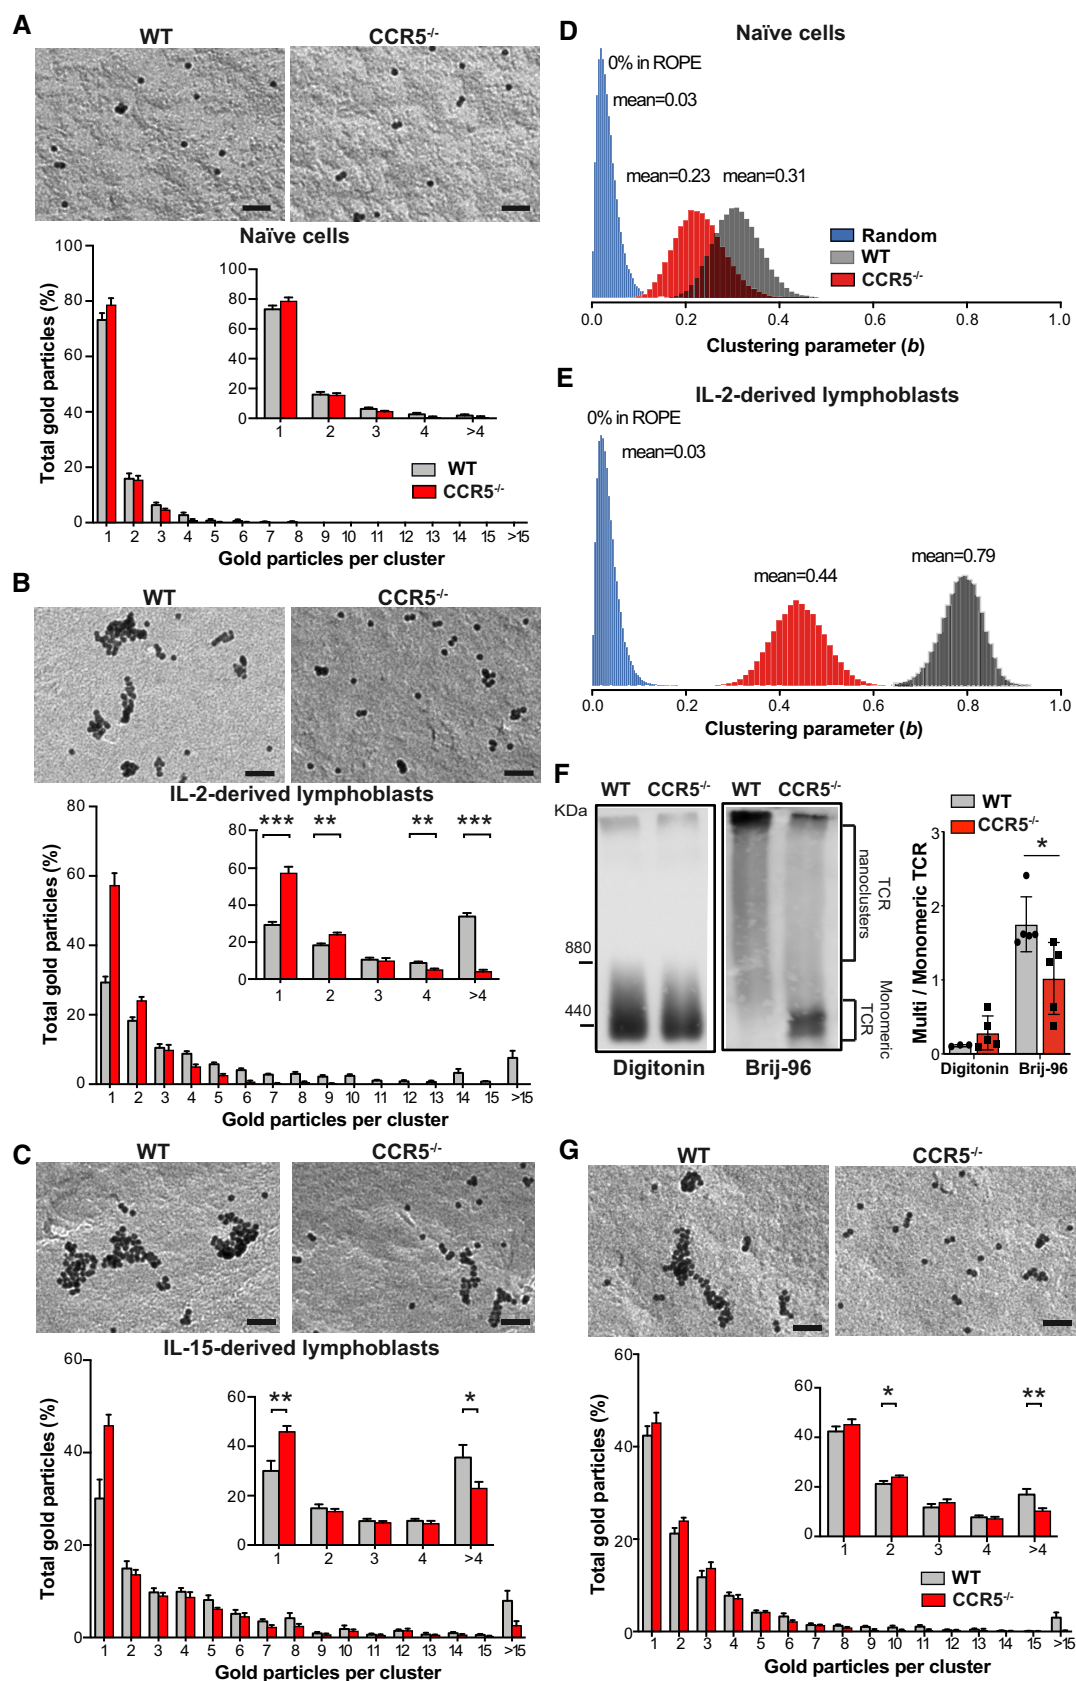 A
WT CCR5-/-
Naïve cells
Total gold particles (%)
100
80
60
40
20
0
100
80
60
40
20
0
1 2 3 4 >4
WT
CCR5-/-
1 2 3 4 5 6 7 8 9 10 11 12 13 14 15 >15
Gold particles per cluster
B
WT CCR5-/-
IL-2-derived lymphoblasts
Total gold particles (%)
80
60
40
20
0
80
60
40
20
0
*** ** ** ***
1 2 3 4 >4
1 2 3 4 5 6 7 8 9 10 11 12 13 14 15 >15
Gold particles per cluster
C
WT CCR5-/-
IL-15-derived lymphoblasts
Total gold particles (%)
60
40
20
0
60
40
20
0
** *
1 2 3 4 >4
1 2 3 4 5 6 7 8 9 10 11 12 13 14 15 >15
Gold particles per cluster
D
Naïve cells
0% in ROPE
mean=0.03
mean=0.23 mean=0.31
Random
WT
CCR5-/-
0.0 0.2 0.4 0.6 0.8 1.0
Clustering parameter (b)
E
IL-2-derived lymphoblasts
0% in ROPE
mean=0.03
mean=0.44
mean=0.79
0.0 0.2 0.4 0.6 0.8 1.0
Clustering parameter (b)
F
WT CCR5-/- WT CCR5-/-
KDa
880
440
TCR nanoclusters
Monomeric TCR
Digitonin Brij-96
WT
CCR5-/-
Multi / Monomeric TCR
3
2
1
0
*
Digitonin Brij-96
G
WT CCR5-/-
Total gold particles (%)
60
40
20
0
60
40
20
0
* **
1 2 3 4 >4
WT
CCR5-/-
1 2 3 4 5 6 7 8 9 10 11 12 13 14 15 >15
Gold particles per cluster